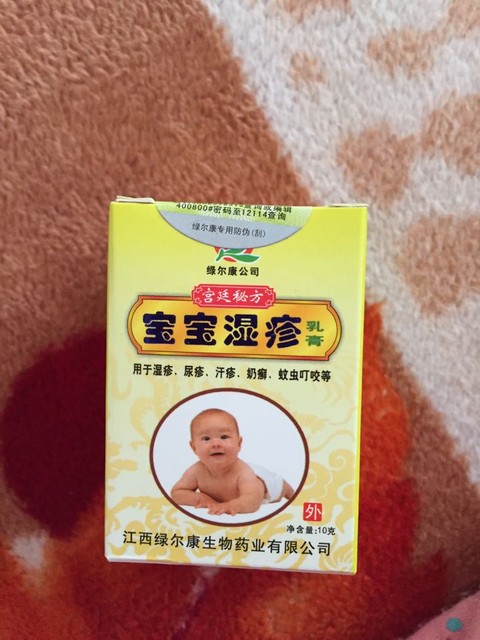 400800#密码至12114查询
绿尔康专用防伪(刮)
绿尔康公司
宫廷秘方
宝宝湿疹乳膏
用于湿疹、尿疹、汗疹、奶癣、蚊虫叮咬等
外
净含量:10克
江西绿尔康生物药业有限公司